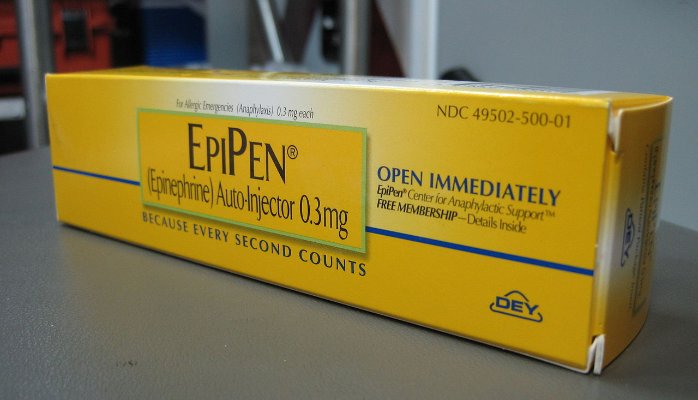 For Allergic Emergencies (Anaphylaxis) 0.3 mg each
NDC 49502-500-01
EPIPEN®
(Epinephrine) Auto-Injector 0.3mg
BECAUSE EVERY SECOND COUNTS
OPEN IMMEDIATELY
EpiPen® Center for Anaphylactic Support™
FREE MEMBERSHIP—Details Inside
DEY
DEY